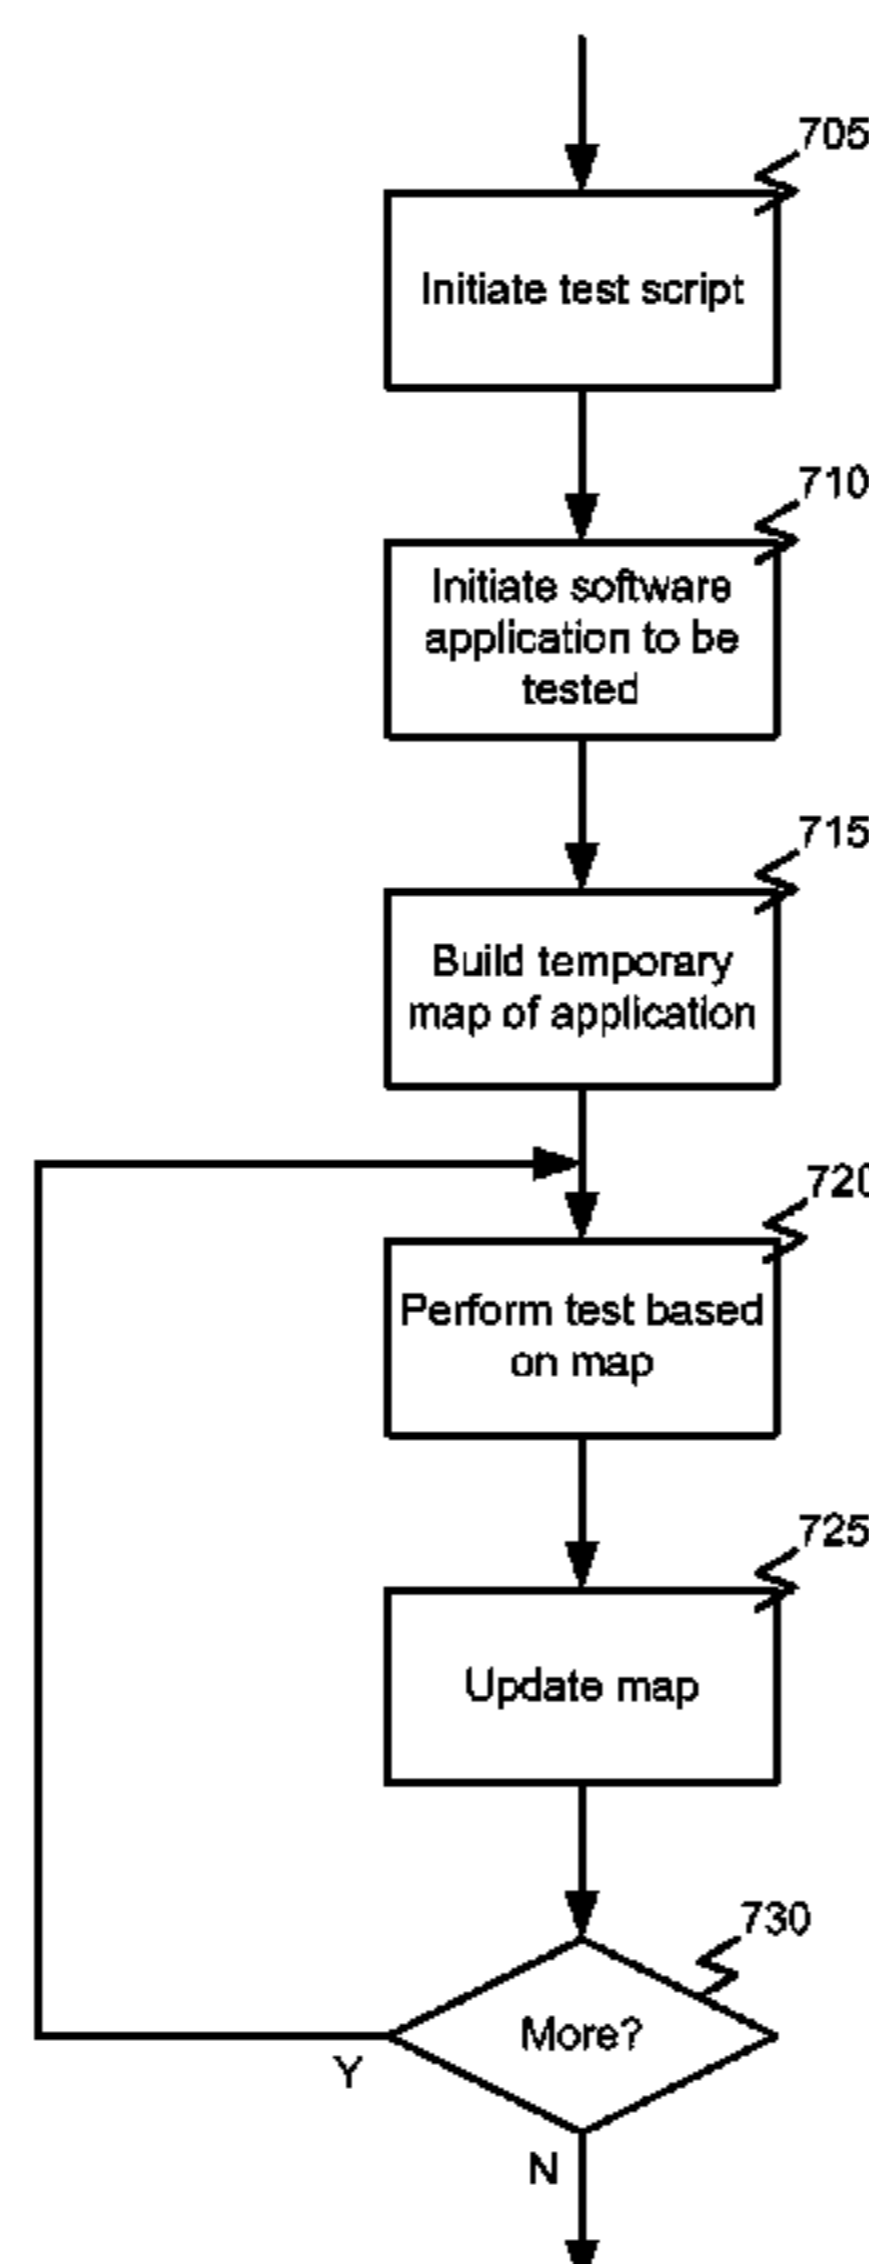 705
Initiate test script
710
Initiate software
application to be
tested
715
Build temporary
map of application
720
Perform test based
on map
725
Update map
730
More?
Y
N